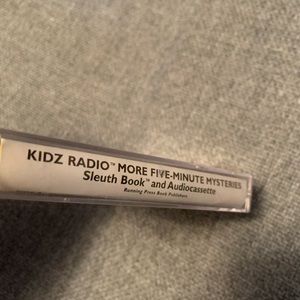 KIDZ RADIO™ MORE FIVE-MINUTE MYSTERIES
Sleuth Book™ and Audiocassette
Running Press Book Publishers